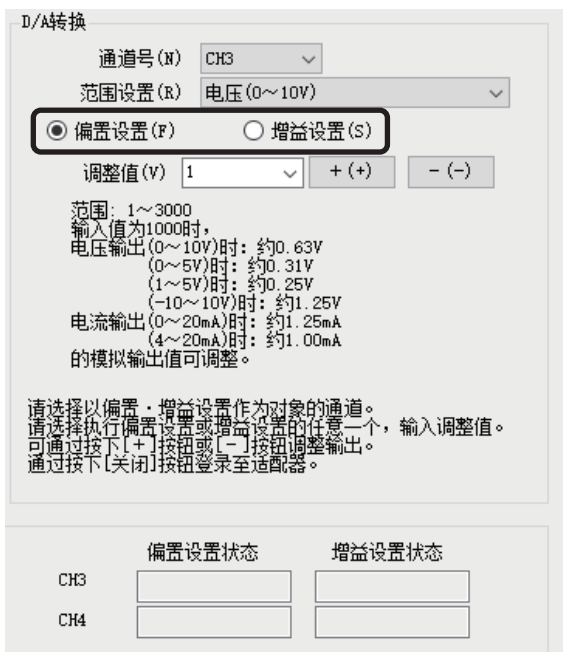 D/A转换
通道号(N) CH3
范围设置(R) 电压(0～10V)
偏置设置(F) 增益设置(S)
调整值(V) 1 +(+) -(-)
范围: 1～3000
输入值为1000时,
电压输出(0～10V)时: 约0.63V
(0～5V)时: 约0.31V
(1～5V)时: 约0.25V
(-10～10V)时: 约1.25V
电流输出(0～20mA)时: 约1.25mA
(4～20mA)时: 约1.00mA
的模拟输出值可调整。
请选择以偏置・增益设置作为对象的通道。
请选择执行偏置设置或增益设置的任意一个，输入调整值。
可通过按下[+]按钮或[-]按钮调整输出。
通过按下[关闭]按钮登录至适配器。
偏置设置状态 增益设置状态
CH3
CH4